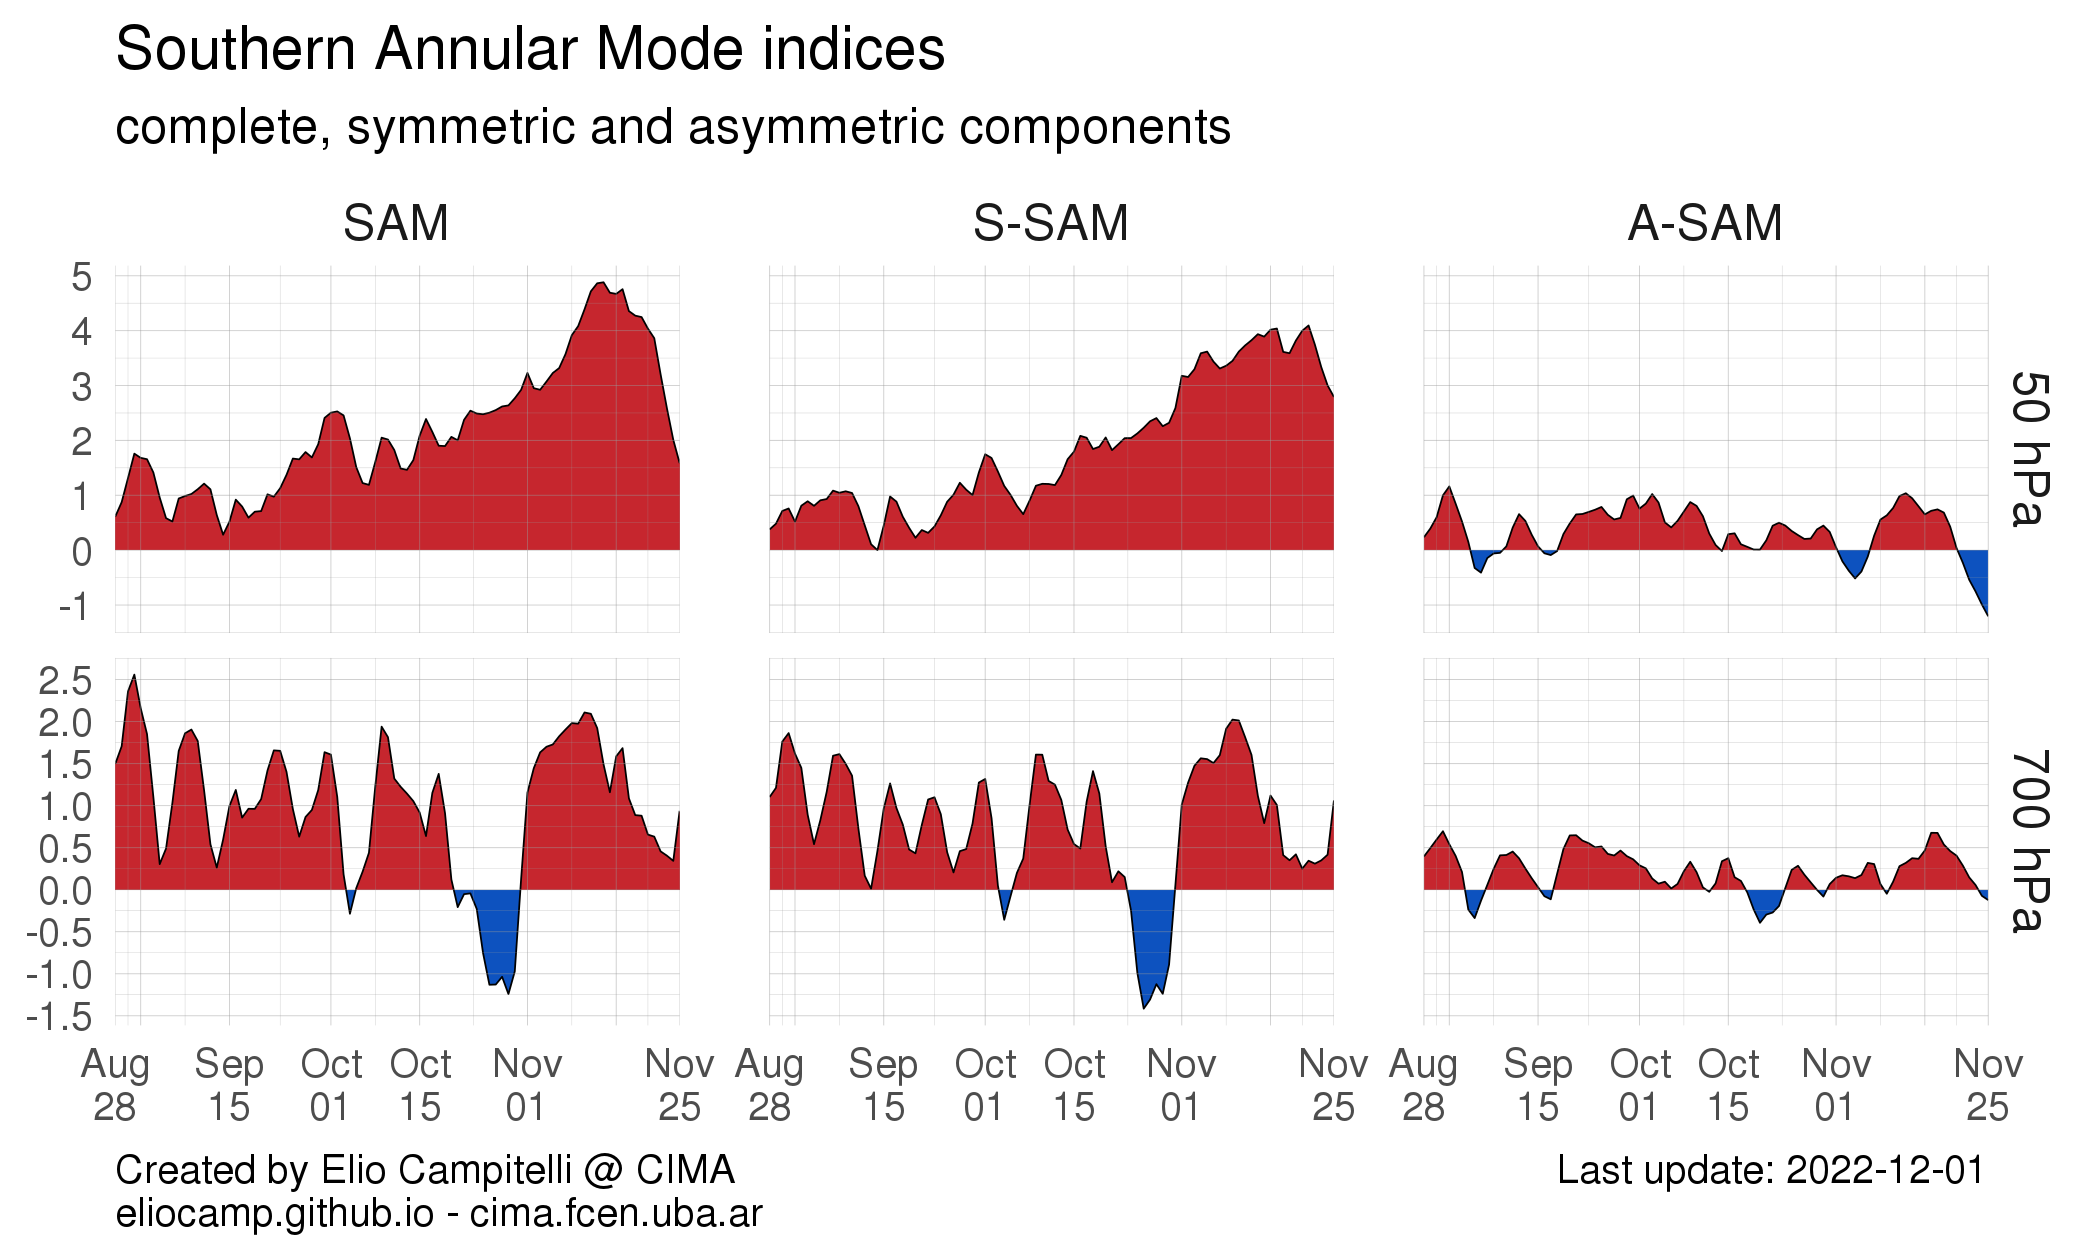 Southern Annular Mode indices
complete, symmetric and asymmetric components
SAM
S-SAM
A-SAM
5
4
3
2
1
0
-1
50 hPa
2.5
2.0
1.5
1.0
0.5
0.0
-0.5
-1.0
-1.5
700 hPa
Aug Sep Oct Oct Nov Nov Aug Sep Oct Oct Nov Nov Aug Sep Oct Oct Nov Nov
28 15 01 15 01 25 28 15 01 15 01 25 28 15 01 15 01 25
Created by Elio Campitelli @ CIMA
eliocamp.github.io - cima.fcen.uba.ar
Last update: 2022-12-01